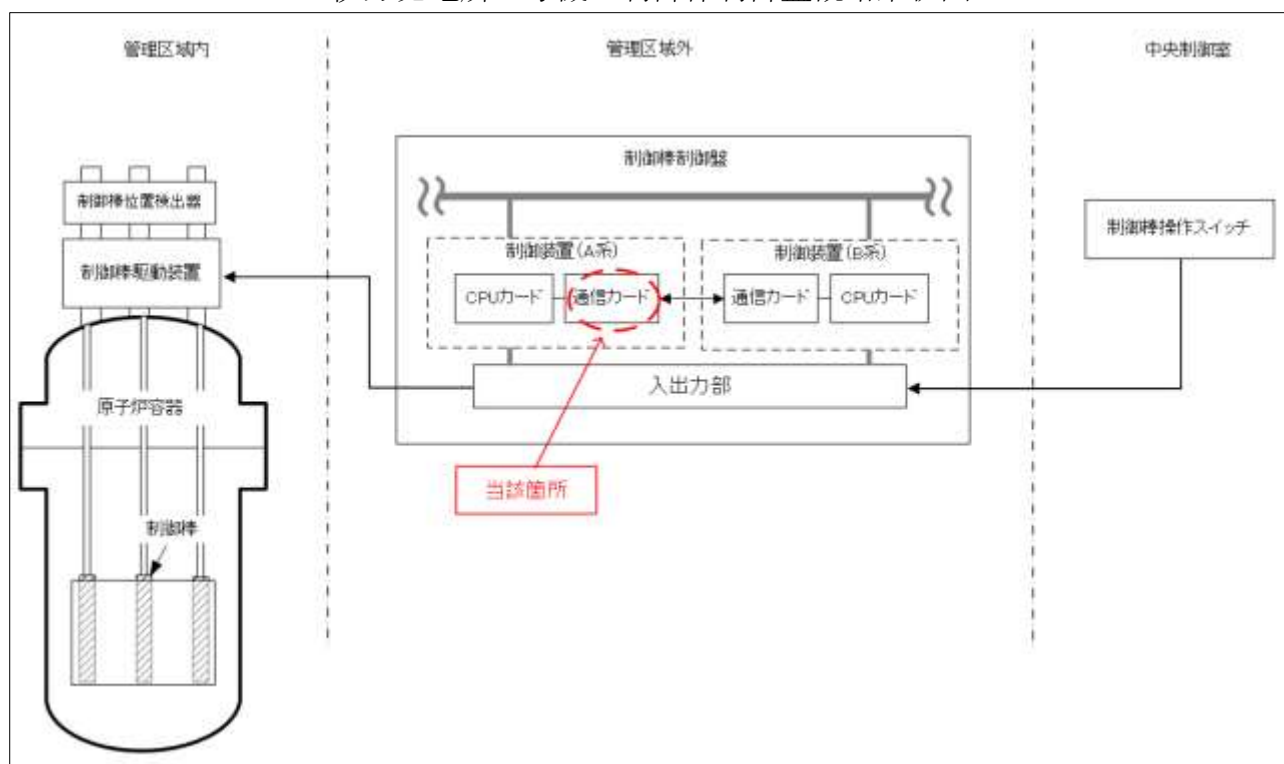 管理区域内
管理区域外
中央制御室
制御棒制御盤
制御棒位置検出器
制御棒駆動装置
制御装置(A系)
制御装置(B系)
制御棒操作スイッチ
CPUカード
通信カード
通信カード
CPUカード
入出力部
原子炉容器
当該箇所
制御棒